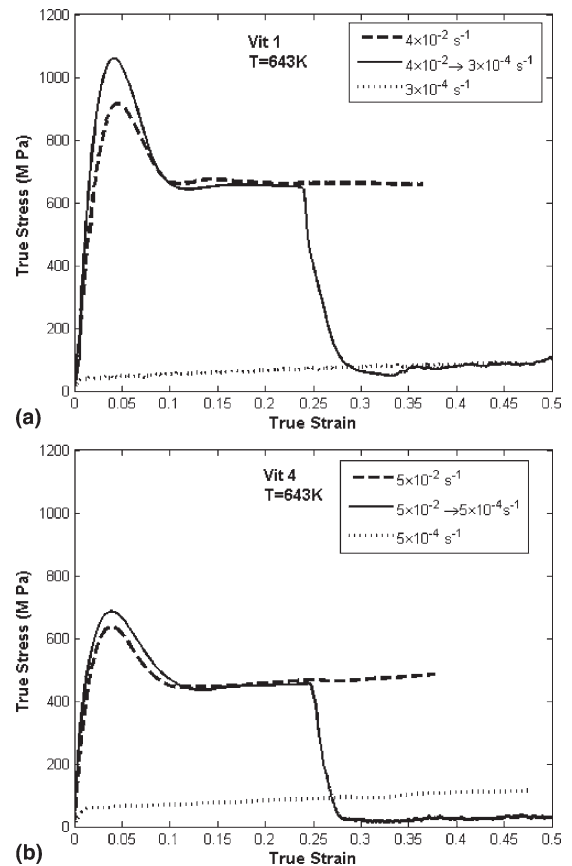 1200
1000
800
600
400
200
0
True Stress (M Pa)
Vit 1
T=643K
4×10⁻² s⁻¹
4×10⁻²→ 3×10⁻⁴ s⁻¹
3×10⁻⁴ s⁻¹
0 0.05 0.1 0.15 0.2 0.25 0.3 0.35 0.4 0.45 0.5
True Strain
(a)
1200
1000
800
600
400
200
0
True Stress (M Pa)
Vit 4
T=643K
5×10⁻² s⁻¹
5×10⁻² →5×10⁻⁴s⁻¹
5×10⁻⁴ s⁻¹
0 0.05 0.1 0.15 0.2 0.25 0.3 0.35 0.4 0.45 0.5
True Strain
(b)